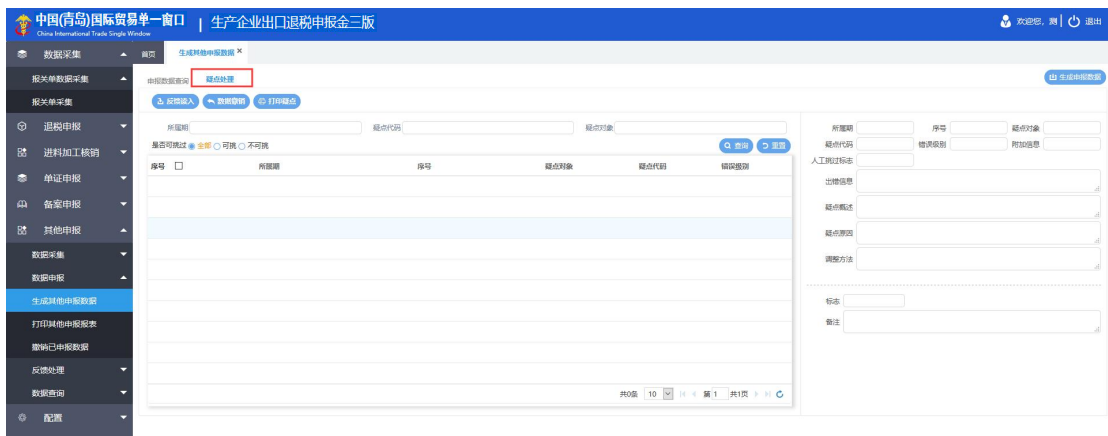 中国(青岛)国际贸易单一窗口 | 生产企业出口退税申报金三版
China International Trade Single Window
欢迎您, 测 | 退出
数据采集
报关单数据采集
报关单采集
退税申报
进料加工核销
单证申报
备案申报
其他申报
数据采集
数据申报
生成其他申报数据
打印其他申报报表
撤销已申报数据
反馈处理
数据查询
配置
首页 生成其他申报数据 ×
申报数据查询 疑点处理 生成申报数据
反馈读入 数据撤销 打印疑点
所属期 疑点代码 疑点对象
是否可挑过 全部 可挑 不可挑 查询 重置
序号 所属期 序号 疑点对象 疑点代码 错误级别
共0条 10 第 1 共1页
所属期 序号 疑点对象
疑点代码 错误级别 附加信息
人工挑过标志
出错信息
疑点概述
疑点原因
调整方法
标志
备注